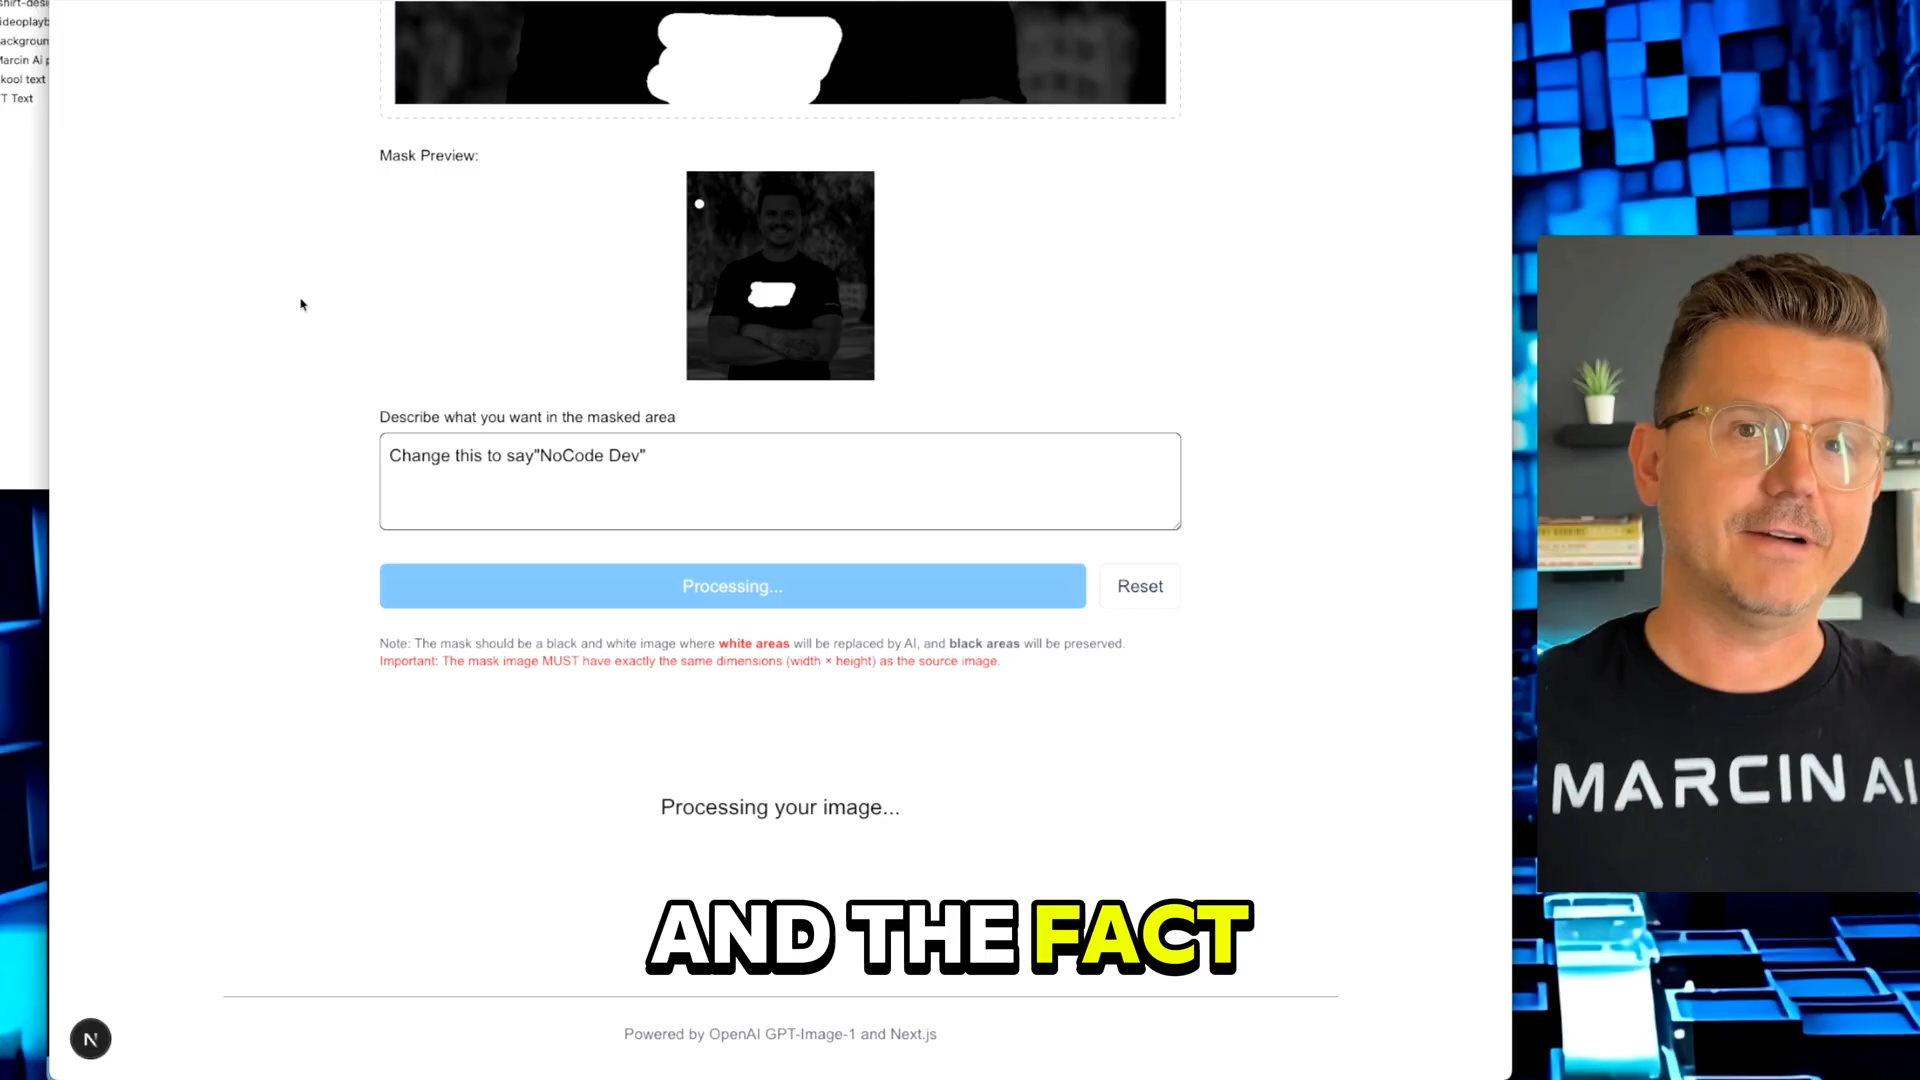 ideoplayb
ackgroun
Marcin Ai p
kool text
T Text
Mask Preview:
Describe what you want in the masked area
Change this to say"NoCode Dev"
Processing...
Reset
Note: The mask should be a black and white image where white areas will be replaced by AI, and black areas will be preserved.
Important: The mask image MUST have exactly the same dimensions (width × height) as the source image.
Processing your image...
MARCIN AI
AND THE FACT
Powered by OpenAI GPT-Image-1 and Next.js
N